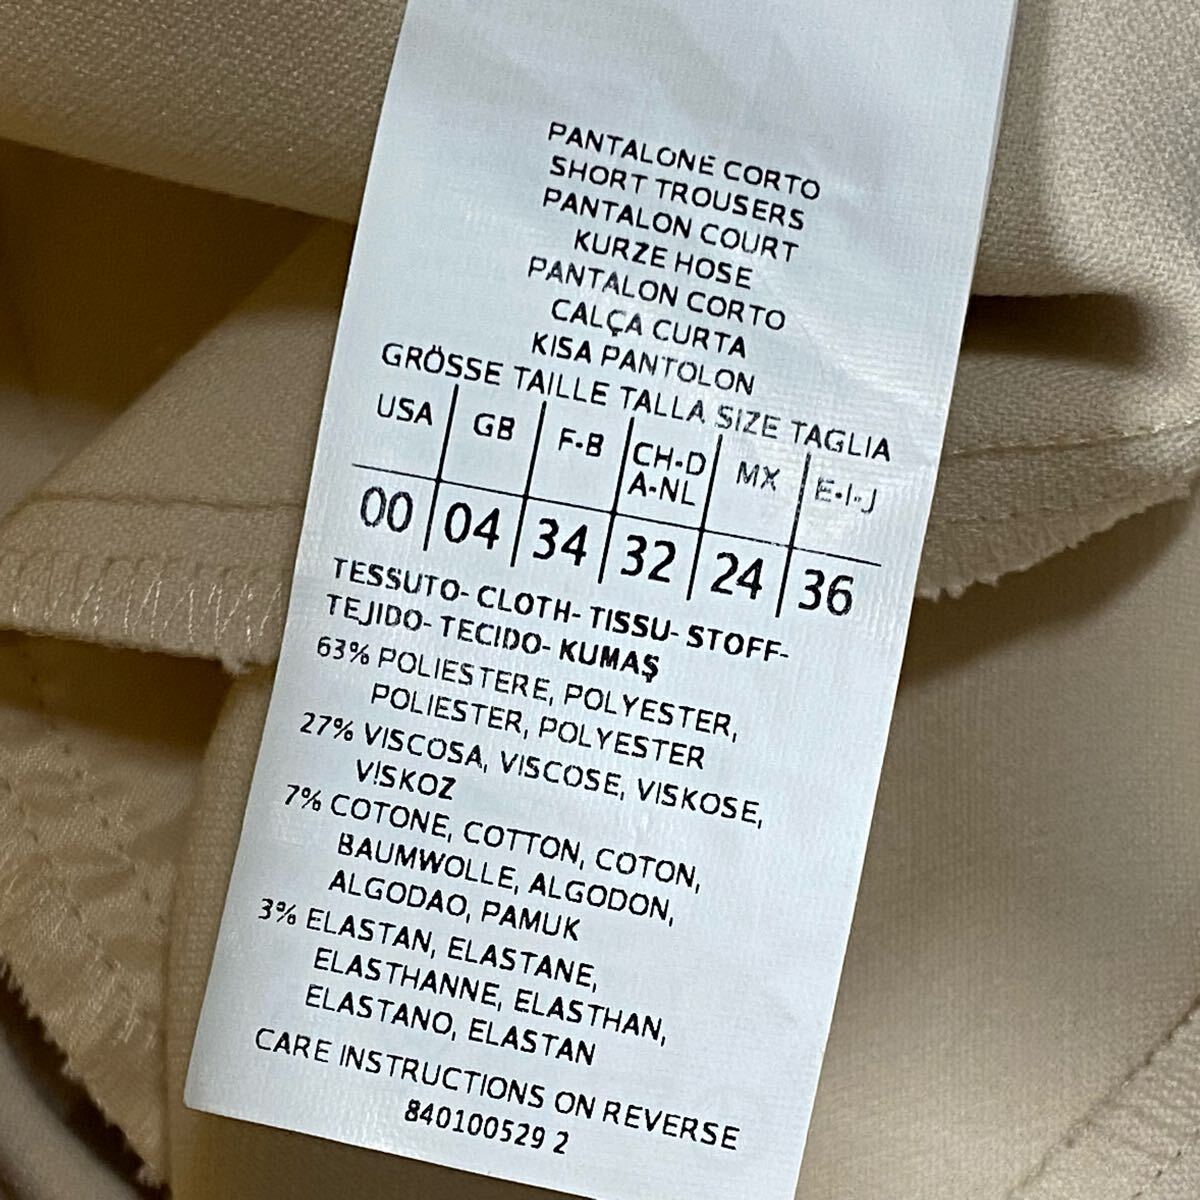 PANTALONE CORTO
SHORT TROUSERS
PANTALON COURT
KURZE HOSE
PANTALON CORTO
CALÇA CURTA
KISA PANTOLON
GRÖSSE TAILLE TALLA SIZE TAGLIA
USA GB F-B CH-D A-NL MX E-I-J
00 04 34 32 24 36
TESSUTO- CLOTH- TISSU- STOFF-
TEJIDO- TECIDO- KUMAŞ
63% POLIESTERE, POLYESTER,
POLIESTER, POLYESTER
27% VISCOSA, VISCOSE, VISKOSE,
VISKOZ
7% COTONE, COTTON, COTON,
BAUMWOLLE, ALGODON,
ALGODAO, PAMUK
3% ELASTAN, ELASTANE,
ELASTHANNE, ELASTHAN,
ELASTANO, ELASTAN
CARE INSTRUCTIONS ON REVERSE
840100529 2